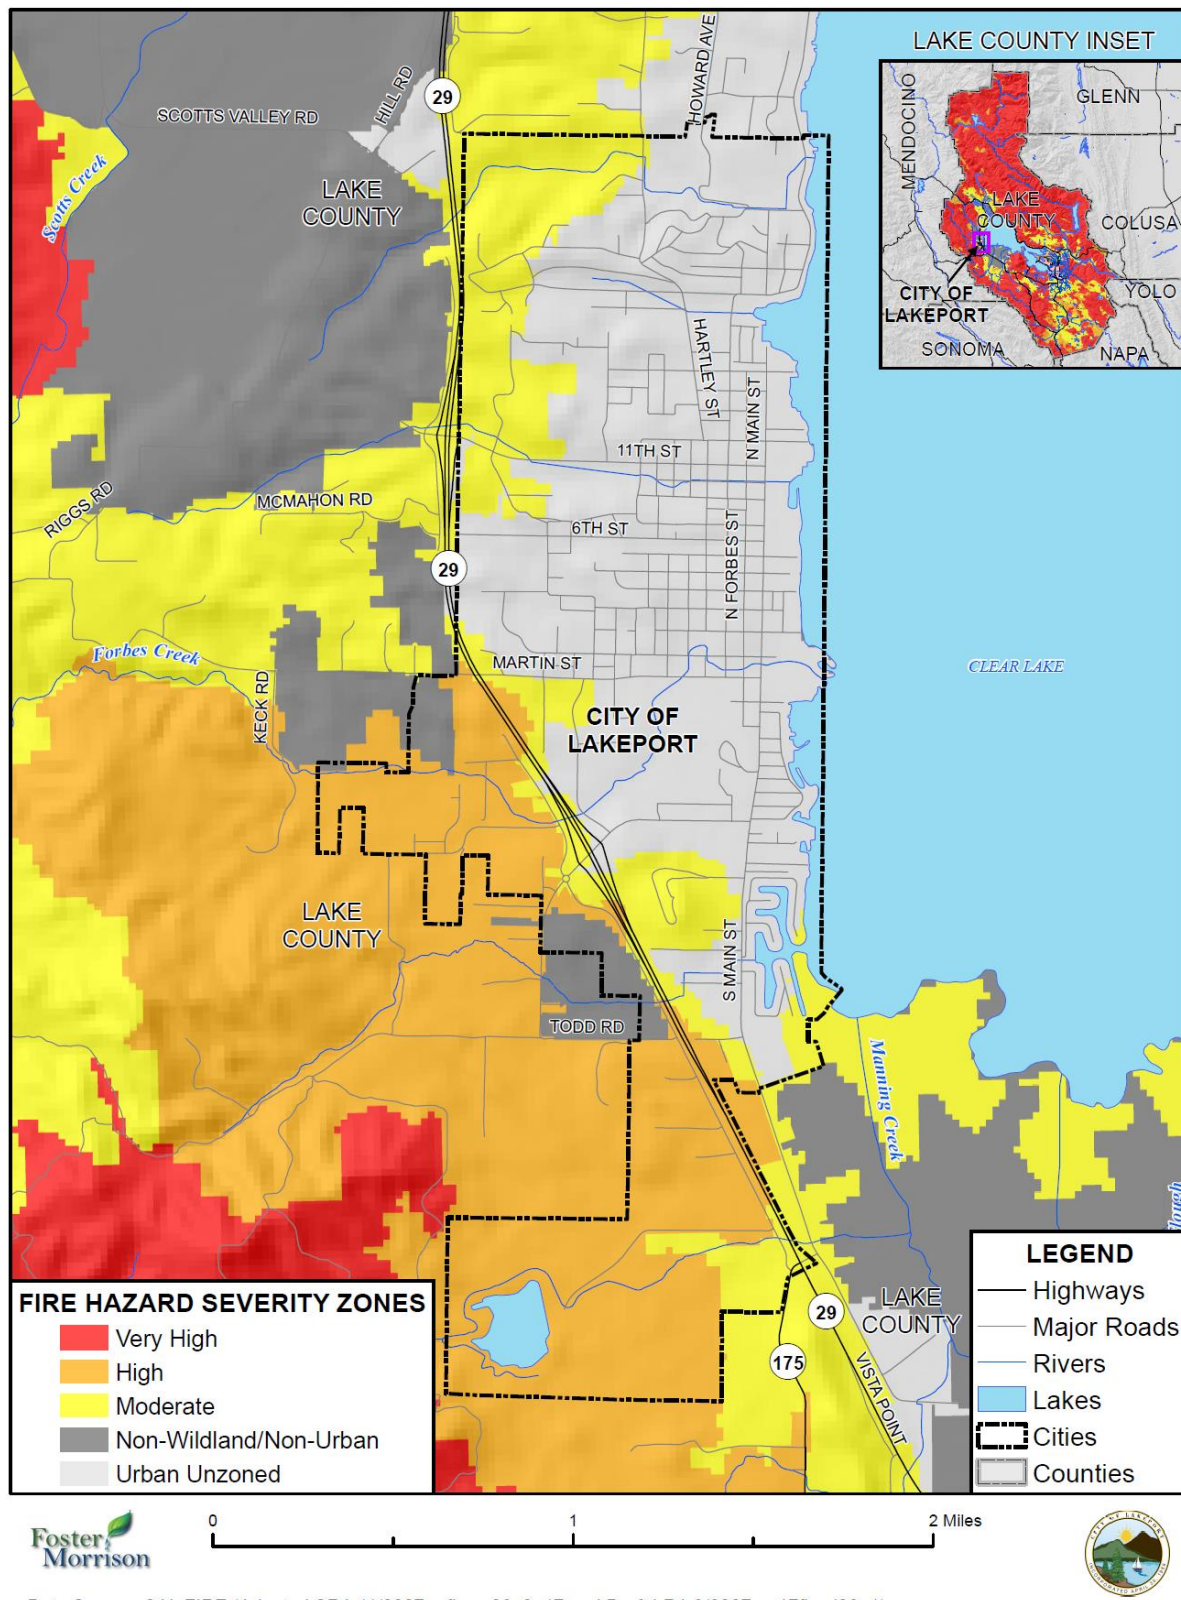 LAKE COUNTY INSET
MENDOCINO
GLENN
LAKE
COUNTY
COLUSA
CITY OF
LAKEPORT
YOLO
SONOMA
NAPA
HOWARD AVE
HILL RD
29
SCOTTS VALLEY RD
Scotts Creek
LAKE
COUNTY
HARTLEY ST
N MAIN ST
11TH ST
RIGGS RD
MCMAHON RD
6TH ST
N FORBES ST
29
Forbes Creek
MARTIN ST
CLEAR LAKE
KECK RD
CITY OF
LAKEPORT
LAKE
COUNTY
S MAIN ST
TODD RD
Manning Creek
LAKE
COUNTY
29
175
VISTA POINT
FIRE HAZARD SEVERITY ZONES
Very High
High
Moderate
Non-Wildland/Non-Urban
Urban Unzoned
LEGEND
Highways
Major Roads
Rivers
Lakes
Cities
Counties
Foster
Morrison
0 1 2 Miles
CITY OF LAKEPORT